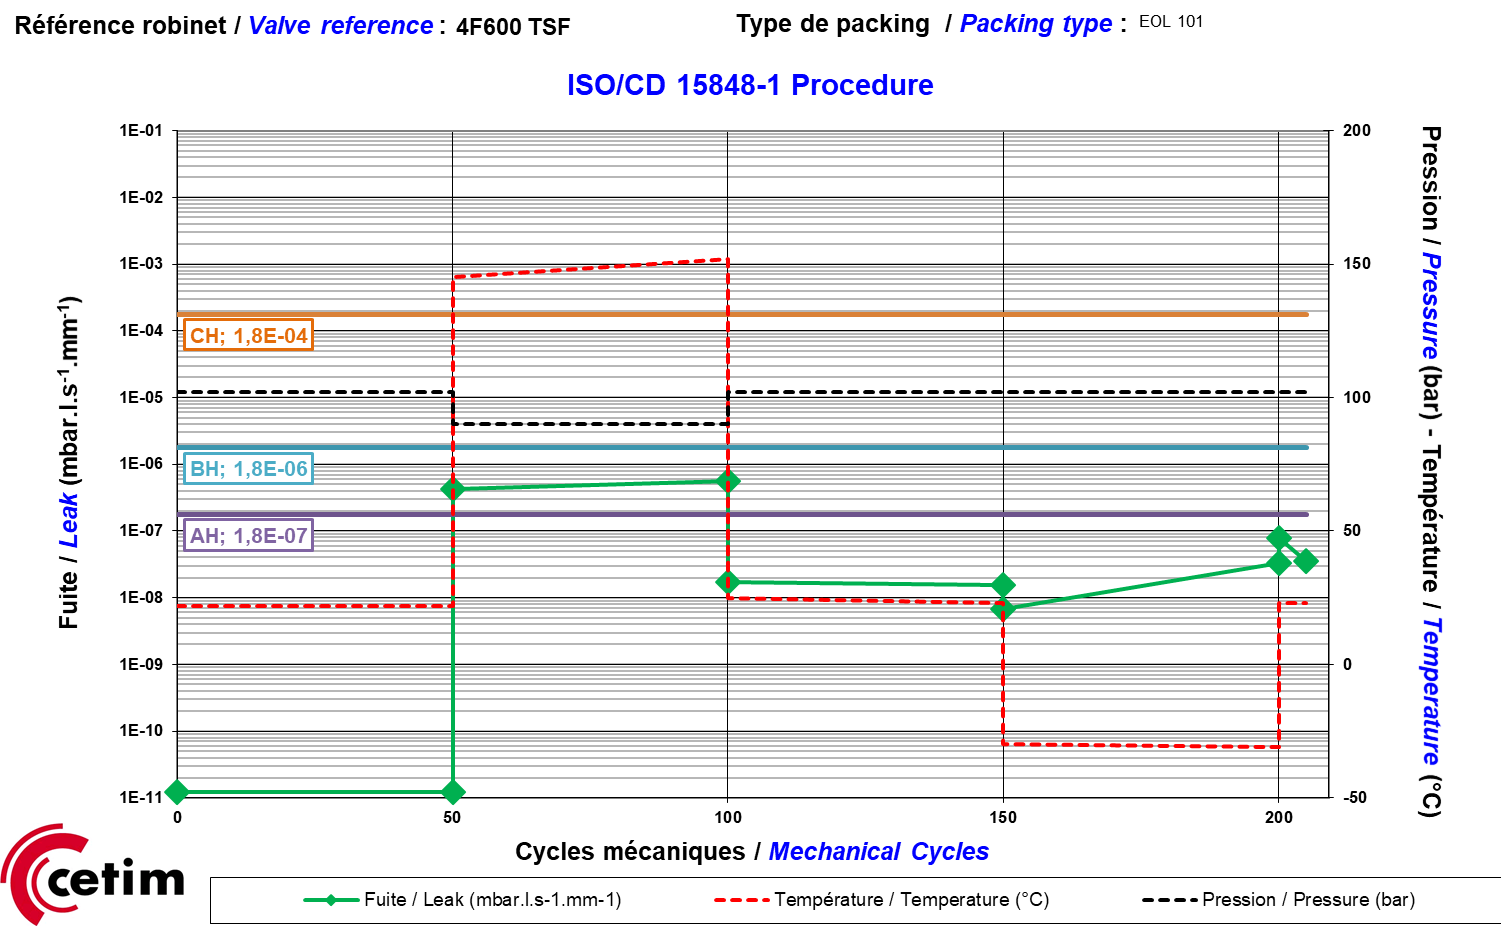 Référence robinet / Valve reference : 4F600 TSF
Type de packing / Packing type : EOL 101
ISO/CD 15848-1 Procedure
Fuite / Leak (mbar.l.s-1.mm-1)
1E-01
1E-02
1E-03
1E-04
1E-05
1E-06
1E-07
1E-08
1E-09
1E-10
1E-11
CH; 1,8E-04
BH; 1,8E-06
AH; 1,8E-07
200
150
100
50
0
-50
Pression / Pressure (bar) - Température / Temperature (°C)
0 50 100 150 200
Cycles mécaniques / Mechanical Cycles
cetim
Fuite / Leak (mbar.l.s-1.mm-1) Température / Temperature (°C) Pression / Pressure (bar)